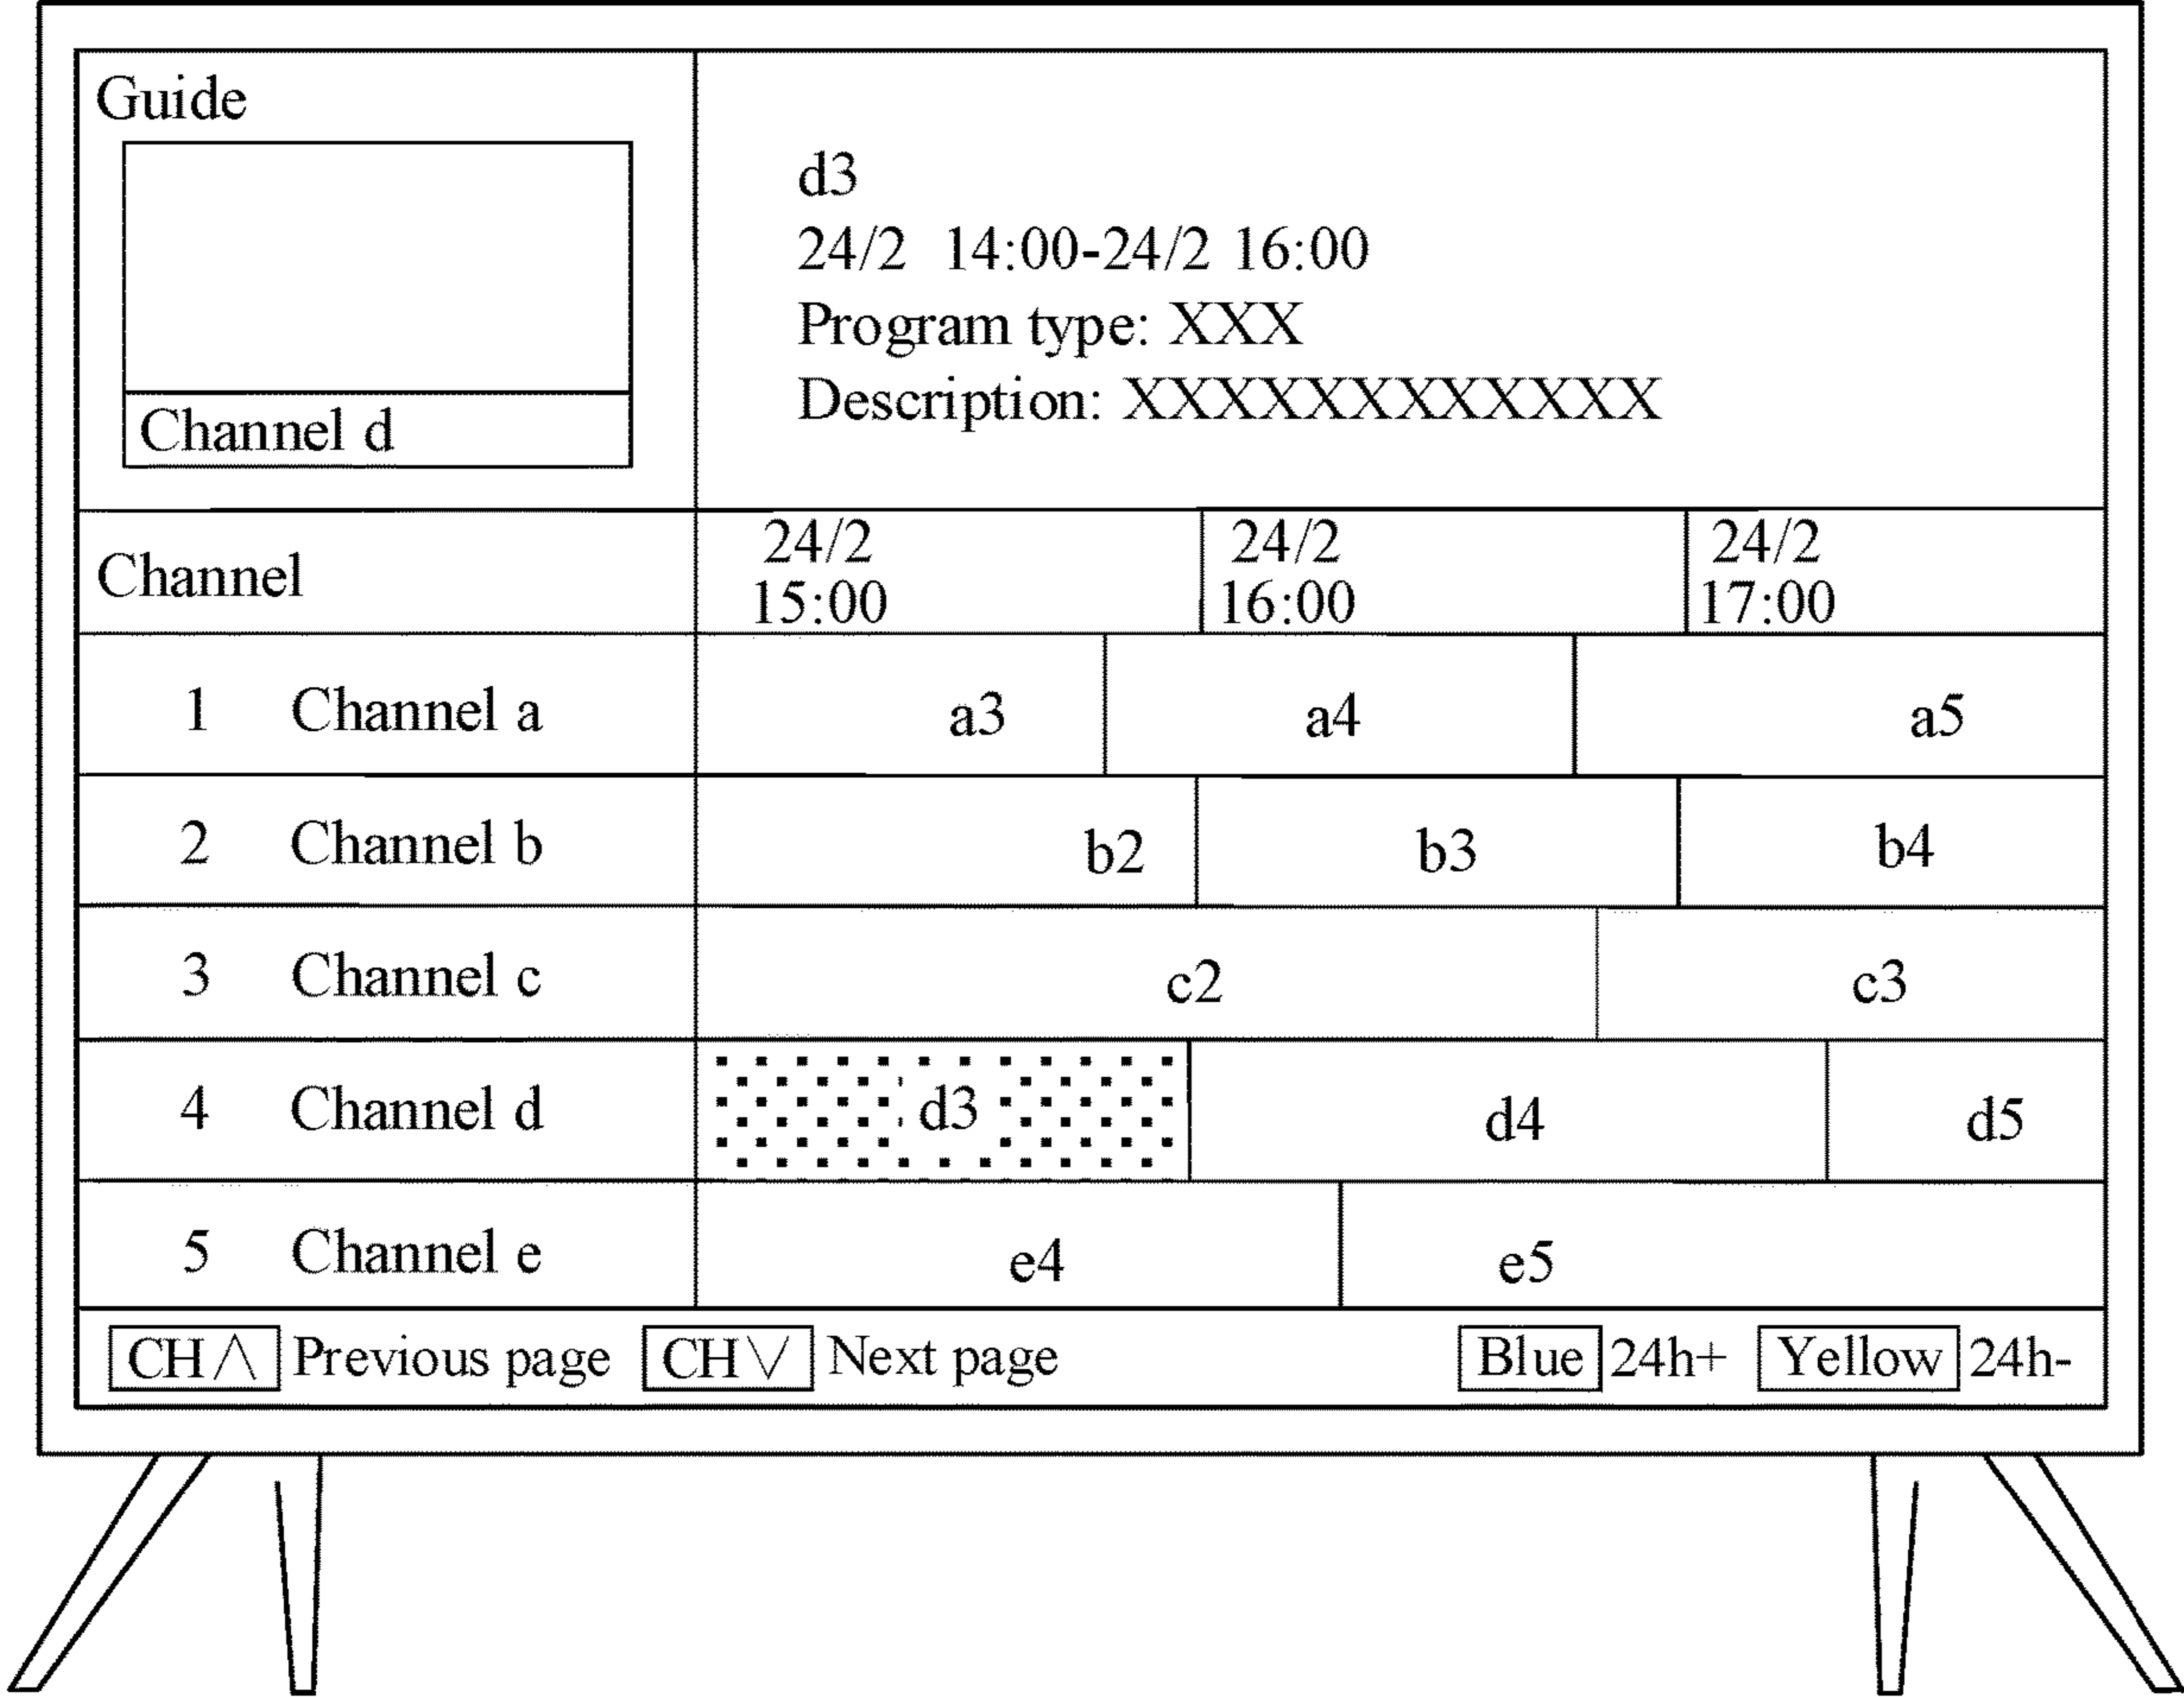 Guide
Channel d
d3
24/2 14:00-24/2 16:00
Program type: XXX
Description: XXXXXXXXXXXX
Channel
24/2 15:00
24/2 16:00
24/2 17:00
1 Channel a a3 a4 a5
2 Channel b b2 b3 b4
3 Channel c c2 c3
4 Channel d d3 d4 d5
5 Channel e e4 e5
CH∧ Previous page CH∨ Next page Blue 24h+ Yellow 24h-